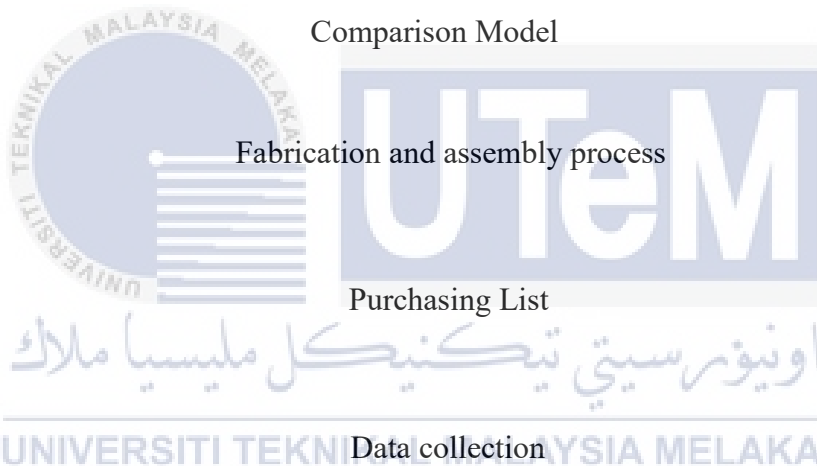 UNIVERSITI TEKNIKAL MALAYSIA MELAKA
Comparison Model
UTeM
Fabrication and assembly process
Purchasing List
اونيۏرسيتي تيكنيكل مليسيا ملاك
Data collection
UNIVERSITI TEKNIKAL MALAYSIA MELAKA